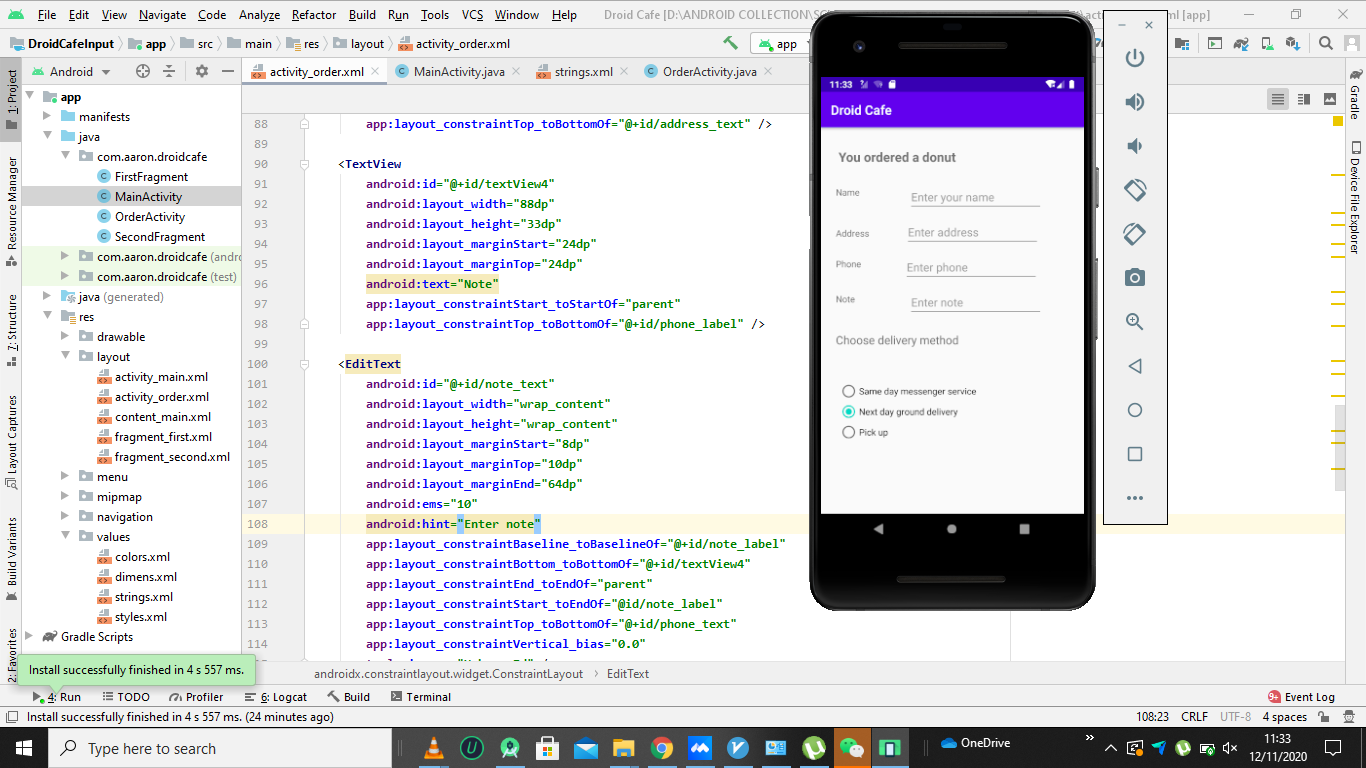 File Edit View Navigate Code Analyze Refactor Build Run Tools VCS Window Help Droid Cafe [D:\ANDROID COLLECTION\SC
.xml [app]
DroidCafeInput app src main res layout activity_order.xml
app
Android
activity_order.xml MainActivity.java strings.xml OrderActivity.java
1: Project
Resource Manager
7: Structure
Layout Captures
Build Variants
2: Favorites
Gradle
Device File Explorer
app
manifests
java
com.aaron.droidcafe
FirstFragment
MainActivity
OrderActivity
SecondFragment
com.aaron.droidcafe (andro
com.aaron.droidcafe (test)
java (generated)
res
drawable
layout
activity_main.xml
activity_order.xml
content_main.xml
fragment_first.xml
fragment_second.xml
menu
mipmap
navigation
values
colors.xml
dimens.xml
strings.xml
styles.xml
Gradle Scripts
88 app:layout_constraintTop_toBottomOf="@+id/address_text" />
89
90 <TextView
91 android:id="@+id/textView4"
92 android:layout_width="88dp"
93 android:layout_height="33dp"
94 android:layout_marginStart="24dp"
95 android:layout_marginTop="24dp"
96 android:text="Note"
97 app:layout_constraintStart_toStartOf="parent"
98 app:layout_constraintTop_toBottomOf="@+id/phone_label" />
99
100 <EditText
101 android:id="@+id/note_text"
102 android:layout_width="wrap_content"
103 android:layout_height="wrap_content"
104 android:layout_marginStart="8dp"
105 android:layout_marginTop="10dp"
106 android:layout_marginEnd="64dp"
107 android:ems="10"
108 android:hint="Enter note"
109 app:layout_constraintBaseline_toBaselineOf="@+id/note_label"
110 app:layout_constraintBottom_toBottomOf="@+id/textView4"
111 app:layout_constraintEnd_toEndOf="parent"
112 app:layout_constraintStart_toEndOf="@id/note_label"
113 app:layout_constraintTop_toBottomOf="@+id/phone_text"
114 app:layout_constraintVertical_bias="0.0"
11:33
Droid Cafe
You ordered a donut
Name Enter your name
Address Enter address
Phone Enter phone
Note Enter note
Choose delivery method
Same day messenger service
Next day ground delivery
Pick up
androidx.constraintlayout.widget.ConstraintLayout EditText
Install successfully finished in 4 s 557 ms.
4: Run TODO Profiler 6: Logcat Build Terminal 9+ Event Log
Install successfully finished in 4 s 557 ms. (24 minutes ago) 108:23 CRLF UTF-8 4 spaces
Type here to search
OneDrive
11:33
12/11/2020